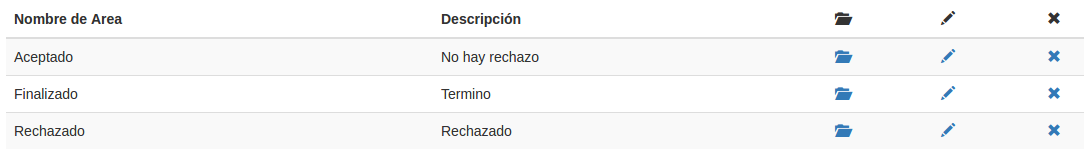 Nombre de Area Descripción
Aceptado No hay rechazo
Finalizado Termino
Rechazado Rechazado